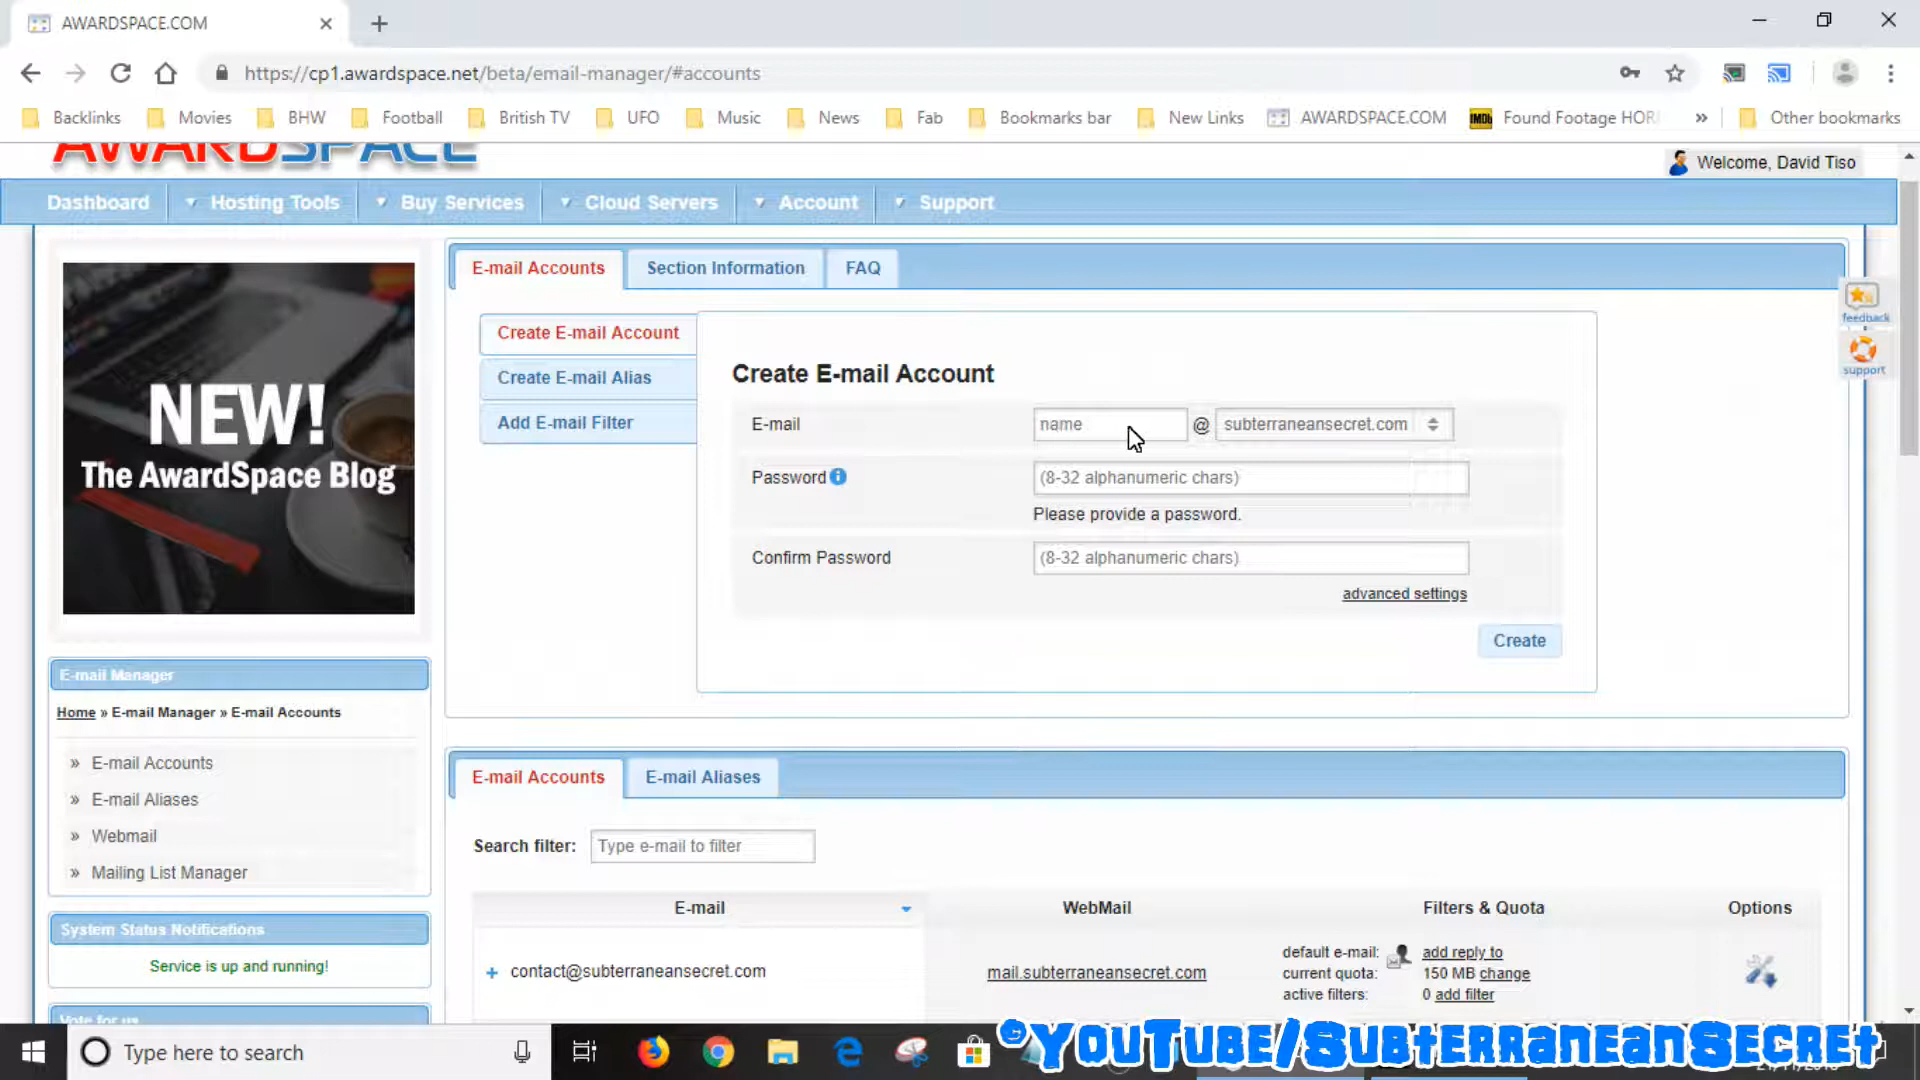 AWARDSPACE.COM
https://cp1.awardspace.net/beta/email-manager/#accounts
Backlinks Movies BHW Football British TV UFO Music News Fab Bookmarks bar New Links AWARDSPACE.COM IMDb Found Footage HOR » Other bookmarks
AWARDSPACE
Welcome, David Tiso
Dashboard Hosting Tools Buy Services Cloud Servers Account Support
E-mail Accounts Section Information FAQ
feedback
support
NEW!
The AwardSpace Blog
Create E-mail Account
Create E-mail Alias
Add E-mail Filter
Create E-mail Account
E-mail name @ subterraneansecret.com
Password (8-32 alphanumeric chars)
Please provide a password.
Confirm Password (8-32 alphanumeric chars)
advanced settings
Create
E-mail Manager
Home » E-mail Manager » E-mail Accounts
» E-mail Accounts
» E-mail Aliases
» Webmail
» Mailing List Manager
System Status Notifications
Service is up and running!
Vote for us
E-mail Accounts E-mail Aliases
Search filter: Type e-mail to filter
E-mail WebMail Filters & Quota Options
+ contact@subterraneansecret.com mail.subterraneansecret.com
default e-mail: add reply to
current quota: 150 MB change
active filters: 0 add filter
Type here to search
©YouTube/SubterraneanSecret